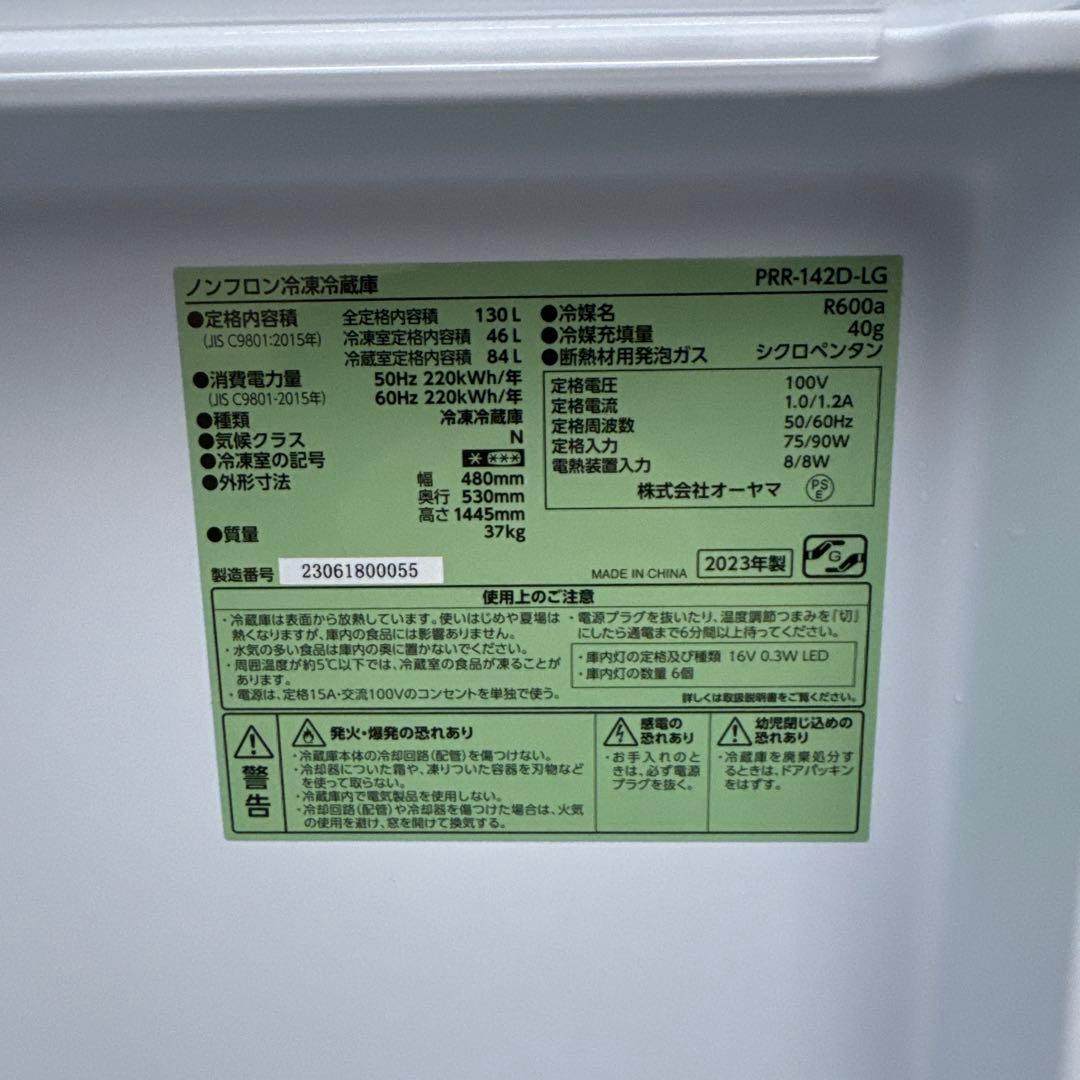 ノンフロン冷凍冷蔵庫 PRR-142D-LG
●定格内容積 全定格内容積 130 L
(JIS C9801:2015年) 冷凍室定格内容積 46 L
冷蔵室定格内容積 84 L
●消費電力量 50Hz 220kWh/年
(JIS C9801-2015年) 60Hz 220kWh/年
●種類 冷凍冷蔵庫
●気候クラス N
●冷凍室の記号 * ***
●外形寸法 幅 480mm
奥行 530mm
高さ 1445mm
●質量 37kg
●冷媒名 R600a
●冷媒充填量 40g
●断熱材用発泡ガス シクロペンタン
定格電圧 100V
定格電流 1.0/1.2A
定格周波数 50/60Hz
定格入力 75/90W
電熱装置入力 8/8W
株式会社オーヤマ PSE
製造番号 23061800055 MADE IN CHINA 2023年製 G
使用上のご注意
・冷蔵庫は表面から放熱しています。使いはじめや夏場は
熱くなりますが、庫内の食品には影響ありません。
・水気の多い食品は庫内の奥に置かないでください。
・周囲温度が約5℃以下では、冷蔵室の食品が凍ることが
あります。
・電源は、定格15A・交流100Vのコンセントを単独で使う。
・電源プラグを抜いたり、温度調節つまみを「切」
にしたら通電まで6分間以上待ってください。
・庫内灯の定格及び種類 16V 0.3W LED
・庫内灯の数量 6個
詳しくは取扱説明書をご覧ください。
警告
発火・爆発の恐れあり
・冷蔵庫本体の冷却回路(配管)を傷つけない。
・冷却器についた霜や、凍りついた容器を刃物など
を使って取らない。
・冷蔵庫内で電気製品を使用しない。
・冷却回路(配管)や冷却器を傷つけた場合は、火気
の使用を避け、窓を開けて換気する。
感電の
恐れあり
・お手入れのと
きは、必ず電源
プラグを抜く。
幼児閉じ込めの
恐れあり
・冷蔵庫を廃棄処分す
るときは、ドアパッキン
をはずす。